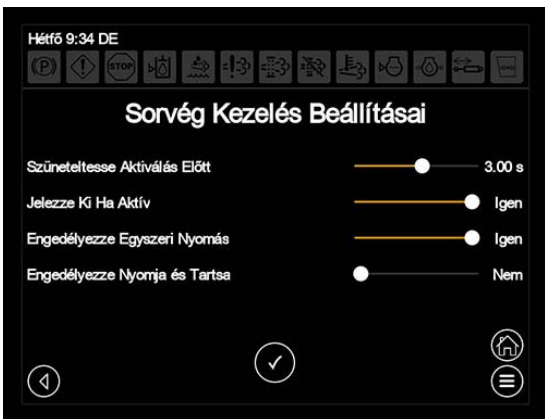 Hétfő 9:34 DE
(P) STOP
Sorvég Kezelés Beállításai
Szüneteltesse Aktiválás Előtt 3.00 s
Jelezze Ki Ha Aktív Igen
Engedélyezze Egyszeri Nyomás Igen
Engedélyezze Nyomja és Tartsa Nem